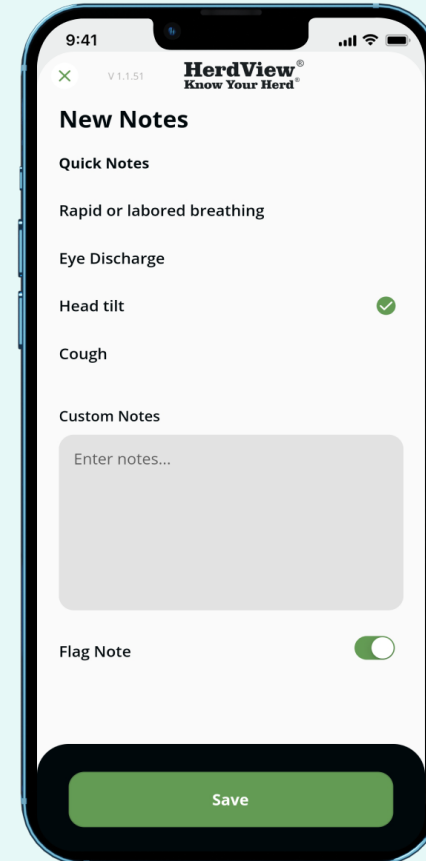 9:41
V 1.1.51
HerdView®
Know Your Herd®
New Notes
Quick Notes
Rapid or labored breathing
Eye Discharge
Head tilt
Cough
Custom Notes
Enter notes...
Flag Note
Save